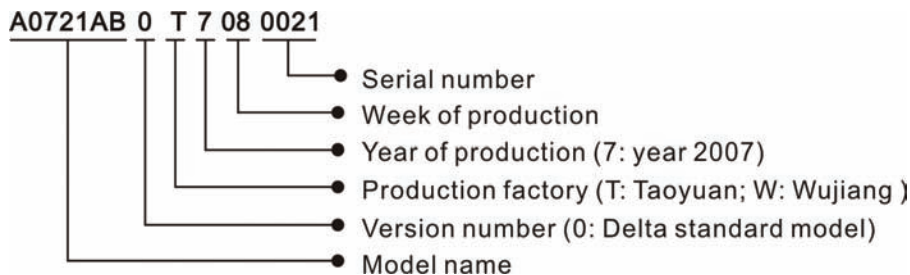 A0721AB 0 T 7 08 0021
Serial number
Week of production
Year of production (7: year 2007)
Production factory (T: Taoyuan; W: Wujiang )
Version number (0: Delta standard model)
Model name